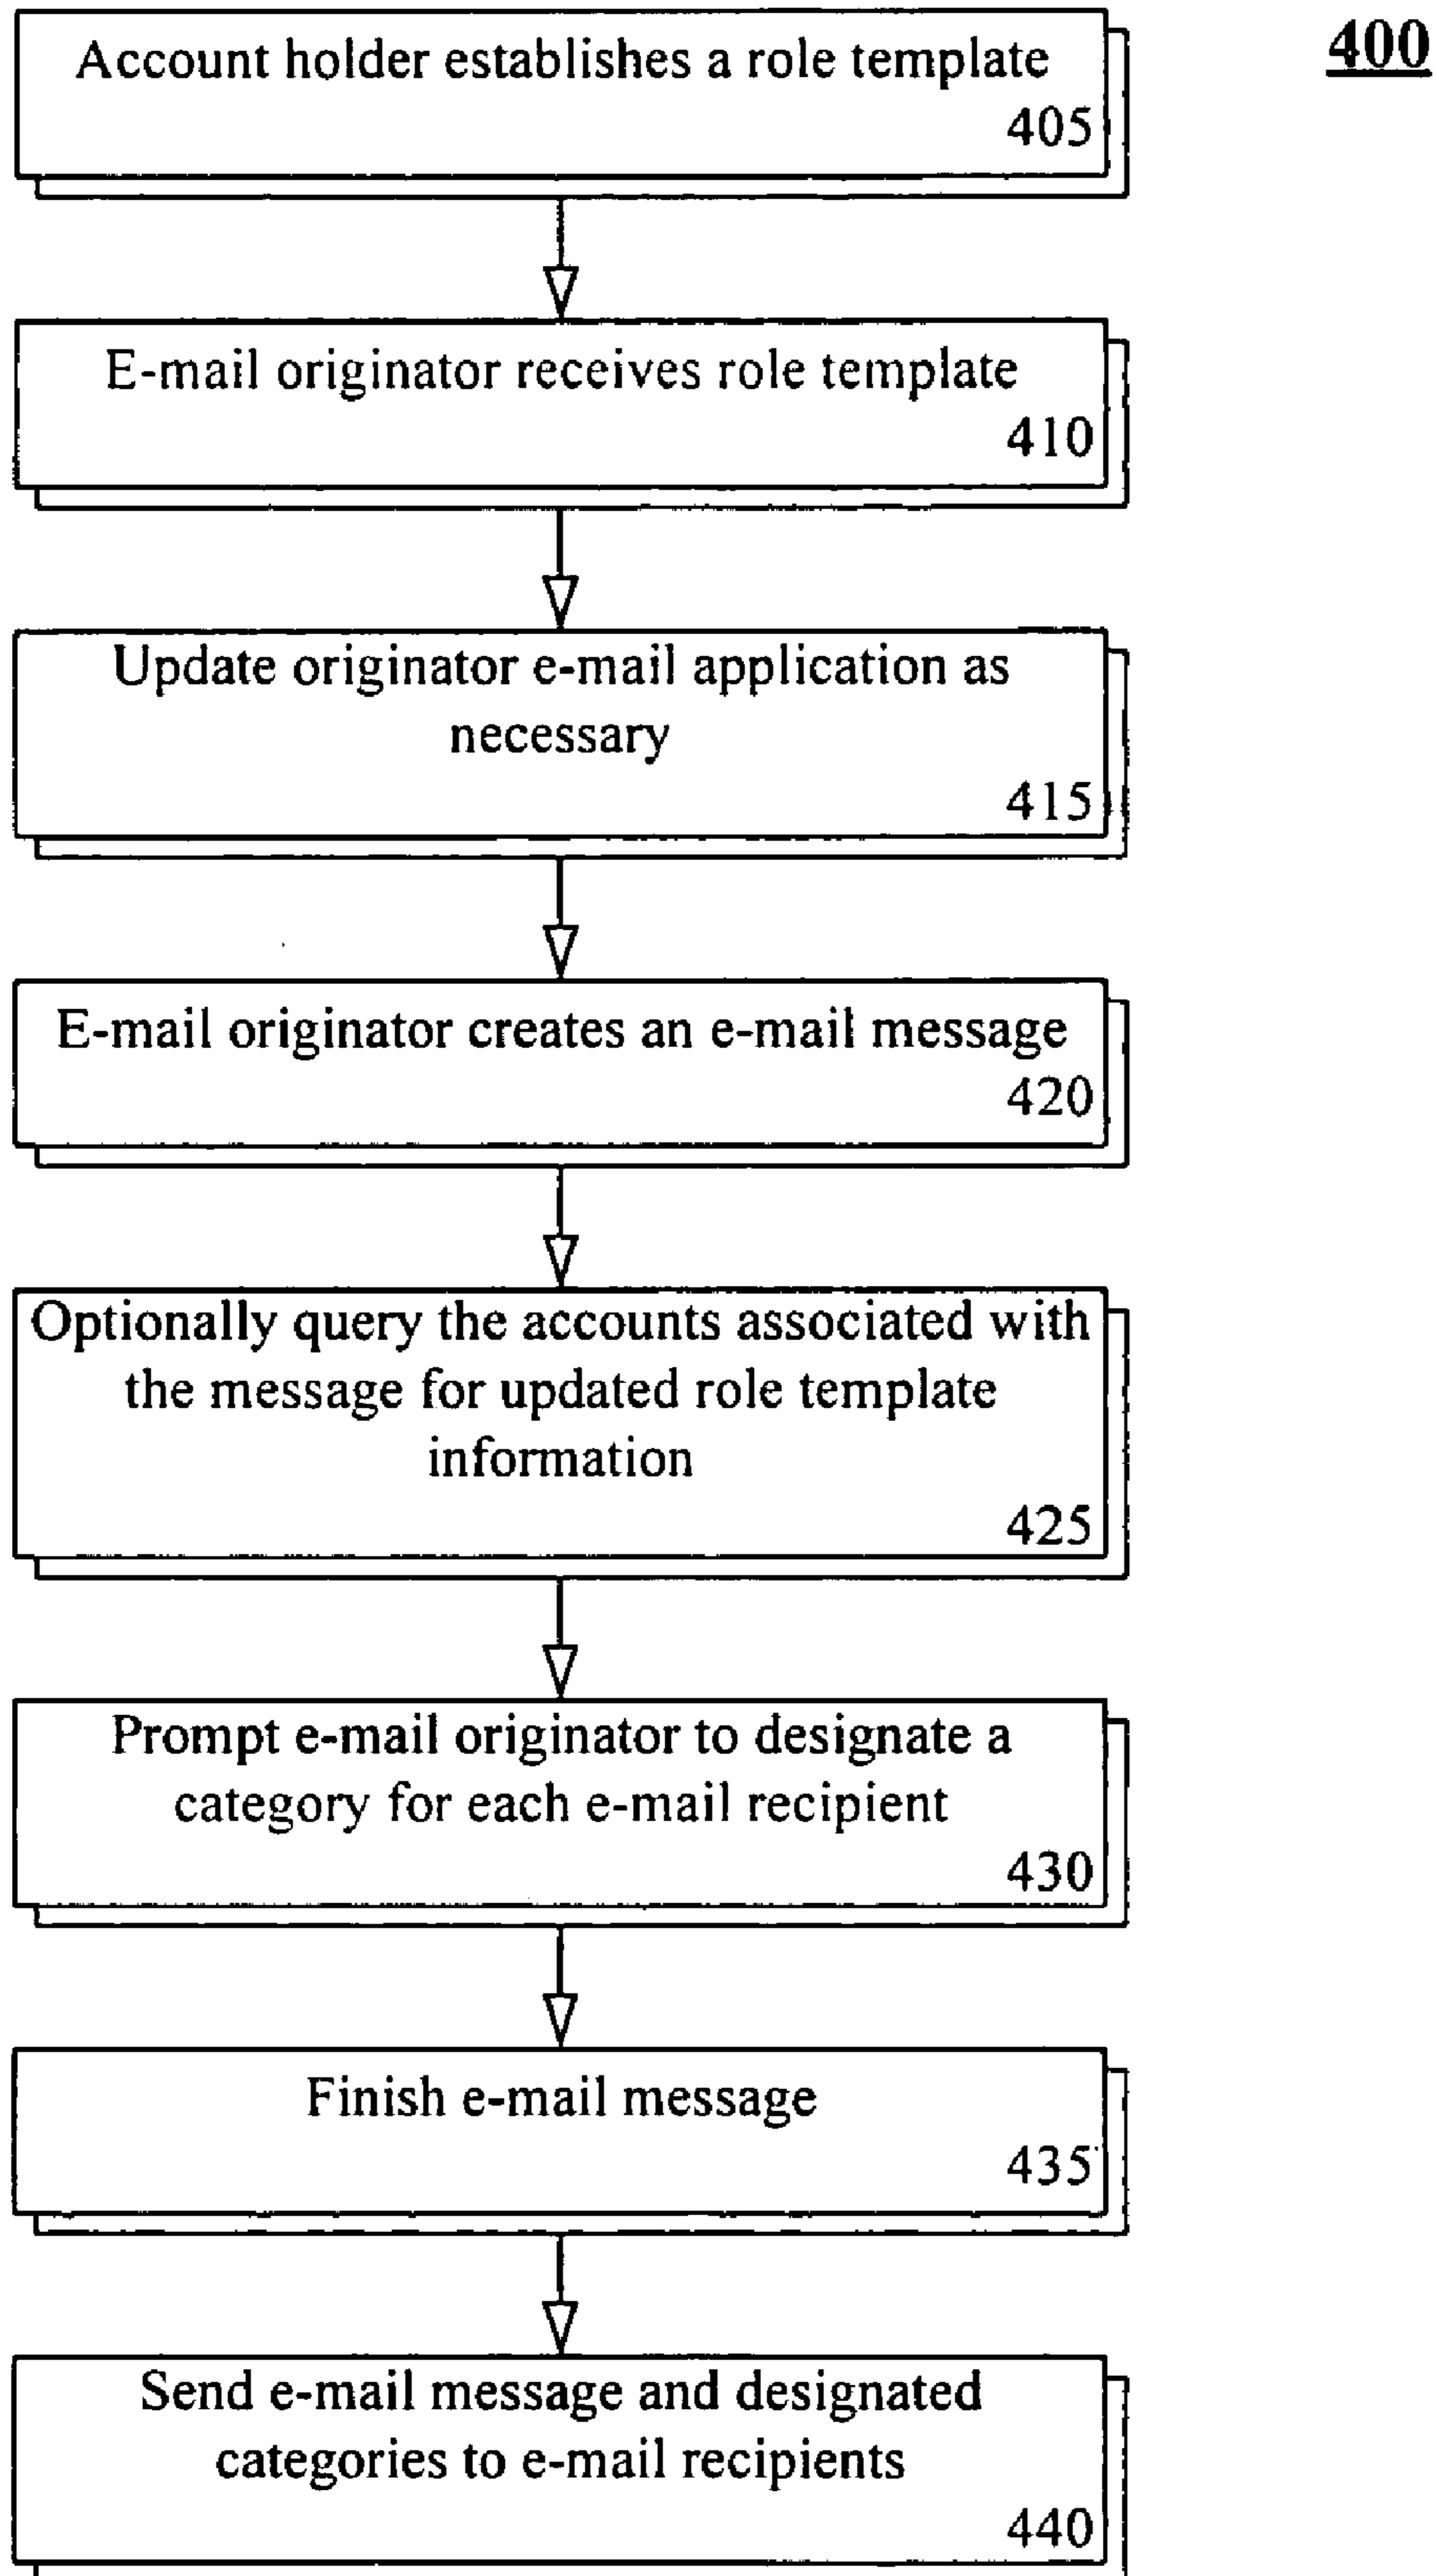 400
Account holder establishes a role template
405
E-mail originator receives role template
410
Update originator e-mail application as
necessary
415
E-mail originator creates an e-mail message
420
Optionally query the accounts associated with
the message for updated role template
information
425
Prompt e-mail originator to designate a
category for each e-mail recipient
430
Finish e-mail message
435
Send e-mail message and designated
categories to e-mail recipients
440